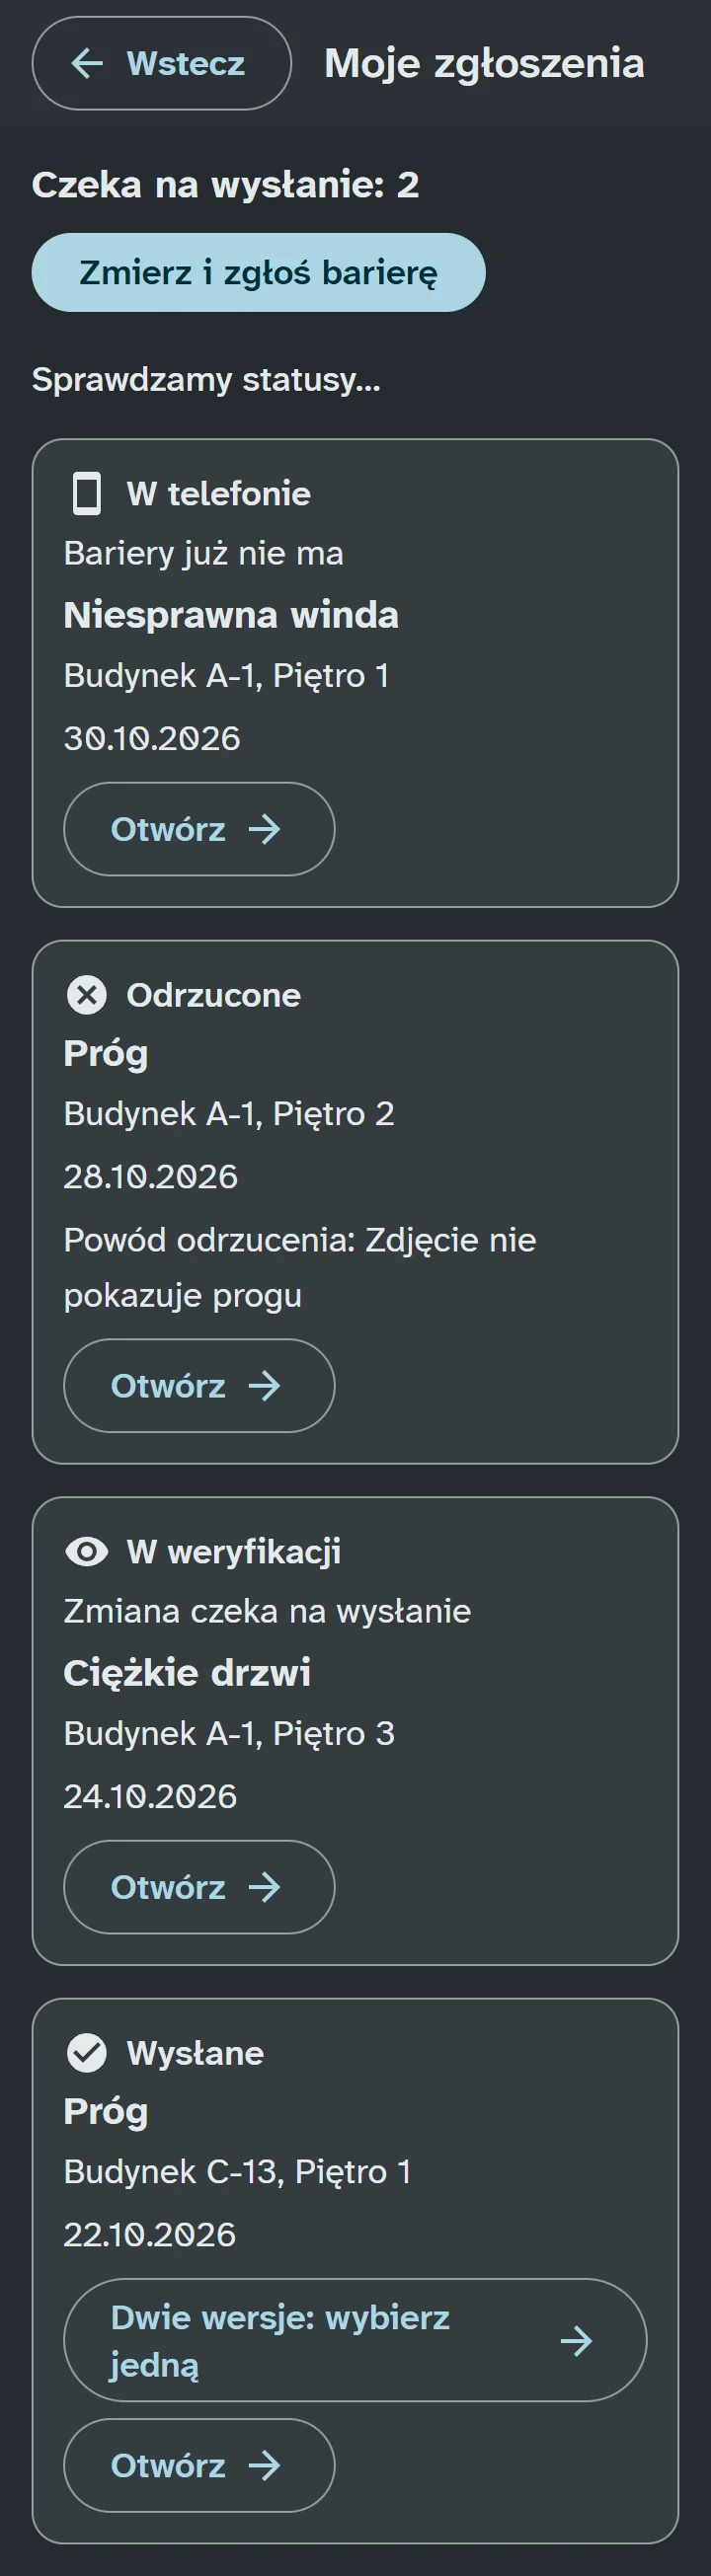 Wstecz
Moje zgłoszenia
Czeka na wysłanie: 2
Zmierz i zgłoś barierę
Sprawdzamy statusy...
W telefonie
Bariery już nie ma
Niesprawna winda
Budynek A-1, Piętro 1
30.10.2026
Otwórz
Odrzucone
Próg
Budynek A-1, Piętro 2
28.10.2026
Powód odrzucenia: Zdjęcie nie
pokazuje progu
Otwórz
W weryfikacji
Zmiana czeka na wysłanie
Ciężkie drzwi
Budynek A-1, Piętro 3
24.10.2026
Otwórz
Wysłane
Próg
Budynek C-13, Piętro 1
22.10.2026
Dwie wersje: wybierz
jedną
Otwórz